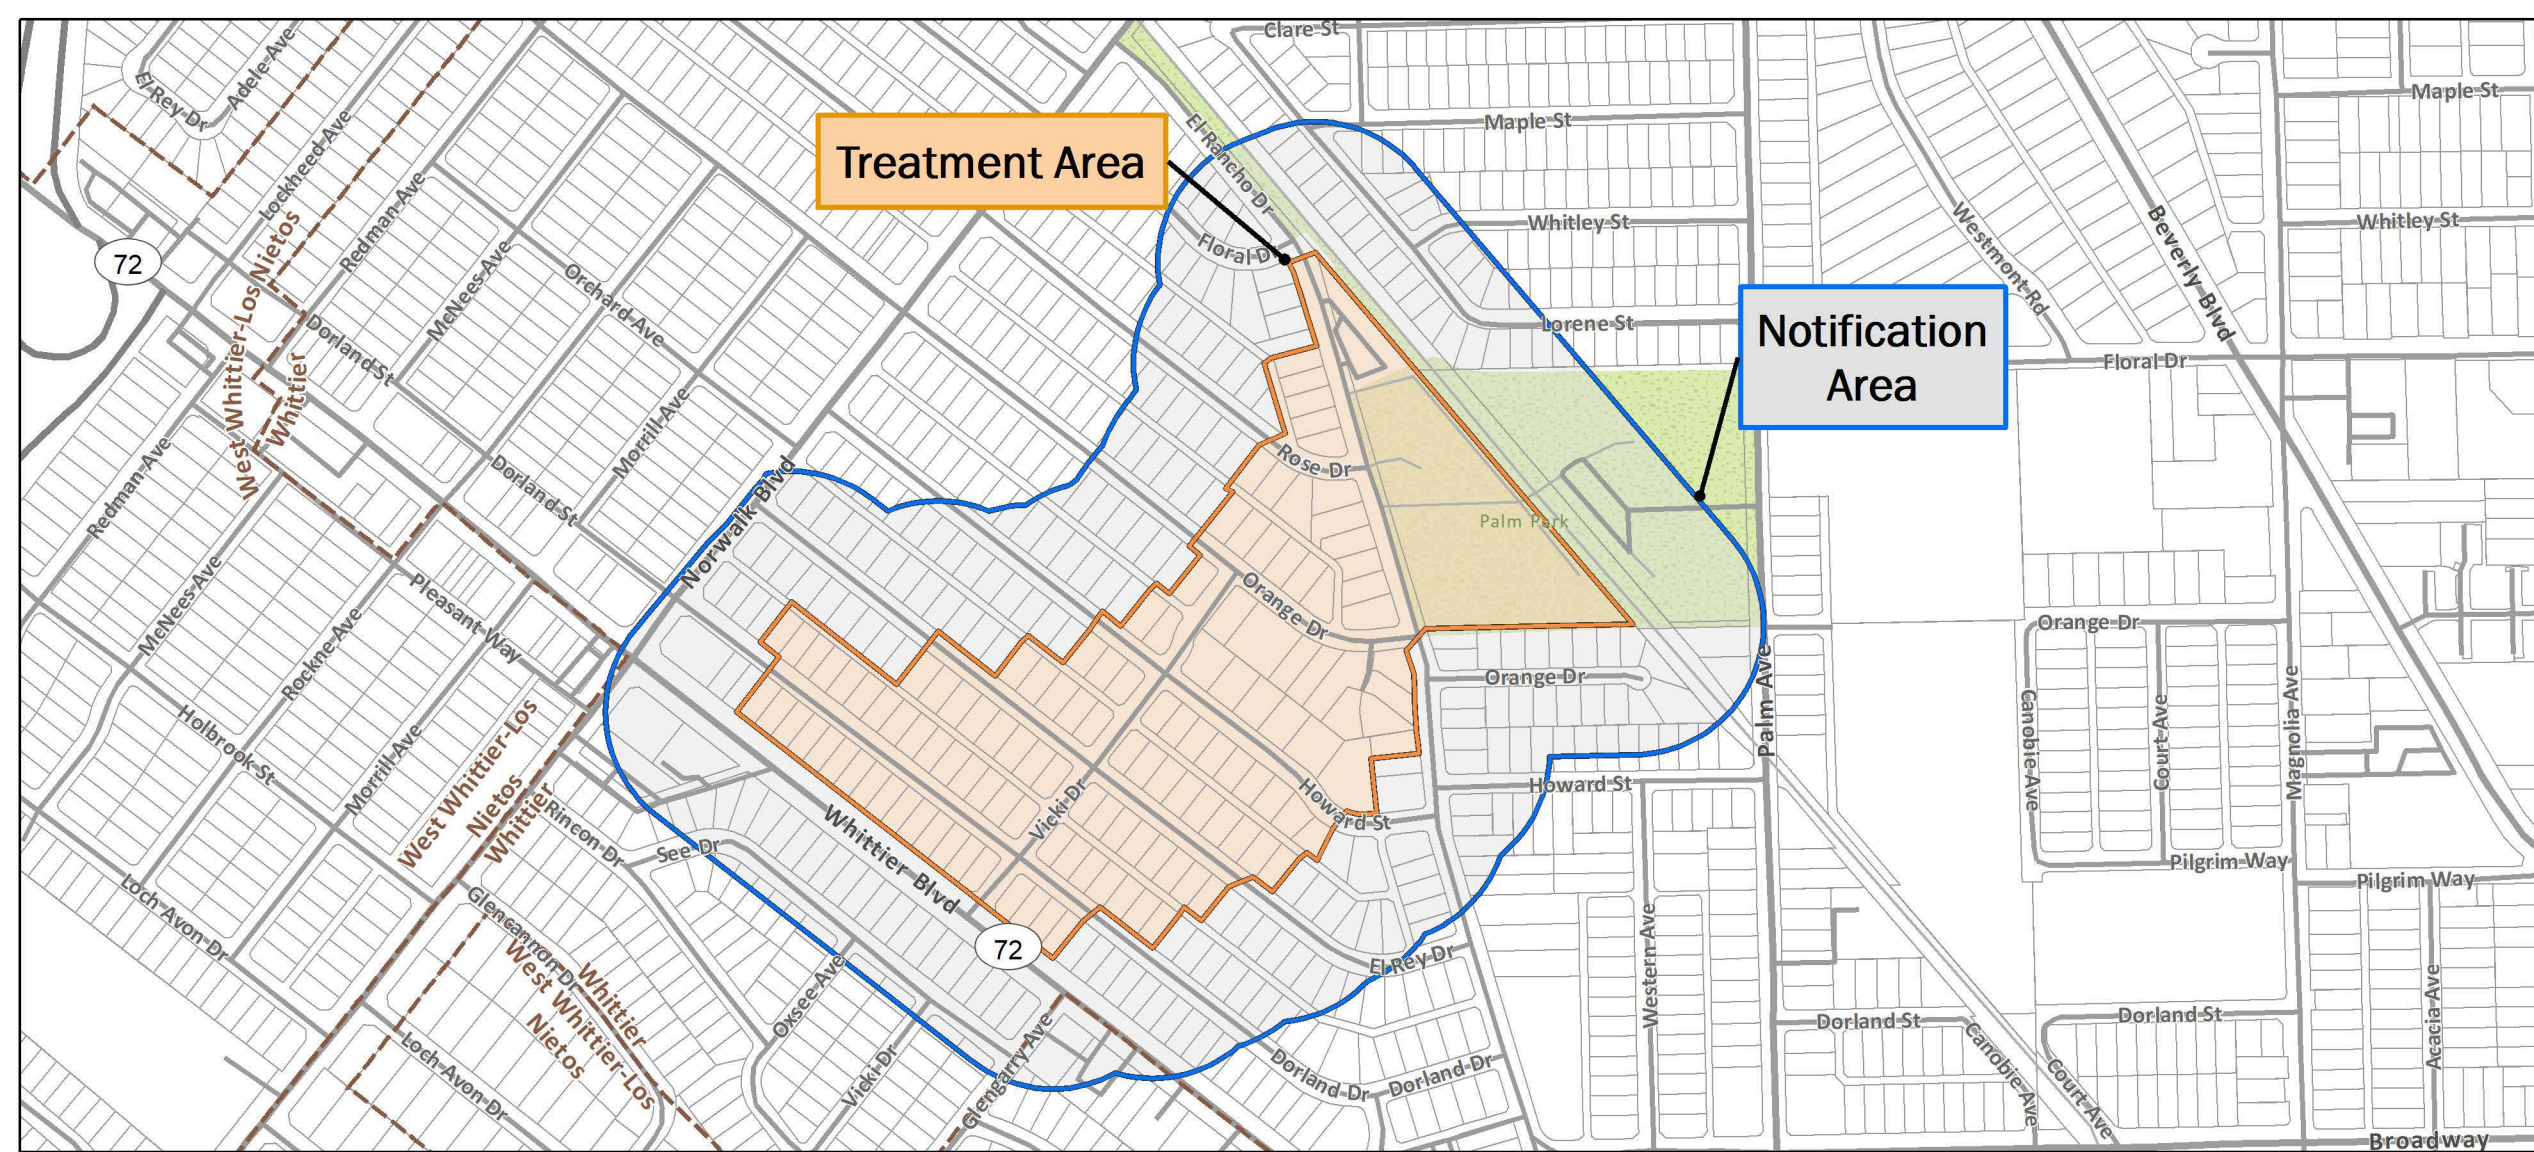 Clare St
El Rey Dr
Adele Ave
Maple St
Maple St
Lockheed Ave
El Rancho Dr
Treatment Area
Redman Ave
Floral D
Whitley St
Westmont Rd
Beverly Blvd
Whitley St
72
West Whittier-Los Nietos
Whittier
McNees Ave
Orchard Ave
Dorland St
Lorene St
Notification
Area
Floral Dr
Morrill Ave
Redman Ave
Dorland St
Norwalk Blvd
Rose Dr
Palm Park
McNees Ave
Rockne Ave
Pleasant Way
Orange Dr
Orange Dr
Orange Dr
Palm Ave
Canobie Ave
Court Ave
Magnolia Ave
Holbrook St
Morrill Ave
West Whittier-Los
Nietos
Whittier
Rincon Dr
See Dr
Whittier Blvd
Vicki Dr
Howard St
Howard St
Pilgrim Way
Pilgrim Way
Loch Avon Dr
Glencannon Dr
Whittier
West Whittier-Los
Nietos
72
Oxsee Ave
El Rey Dr
Western Ave
Acacia Ave
Dorland St
Dorland St
Loch Avon Dr
Vicki Dr
Glengarry Ave
Dorland Dr
Dorland Dr
Canobie Ave
Court Ave
Broadway